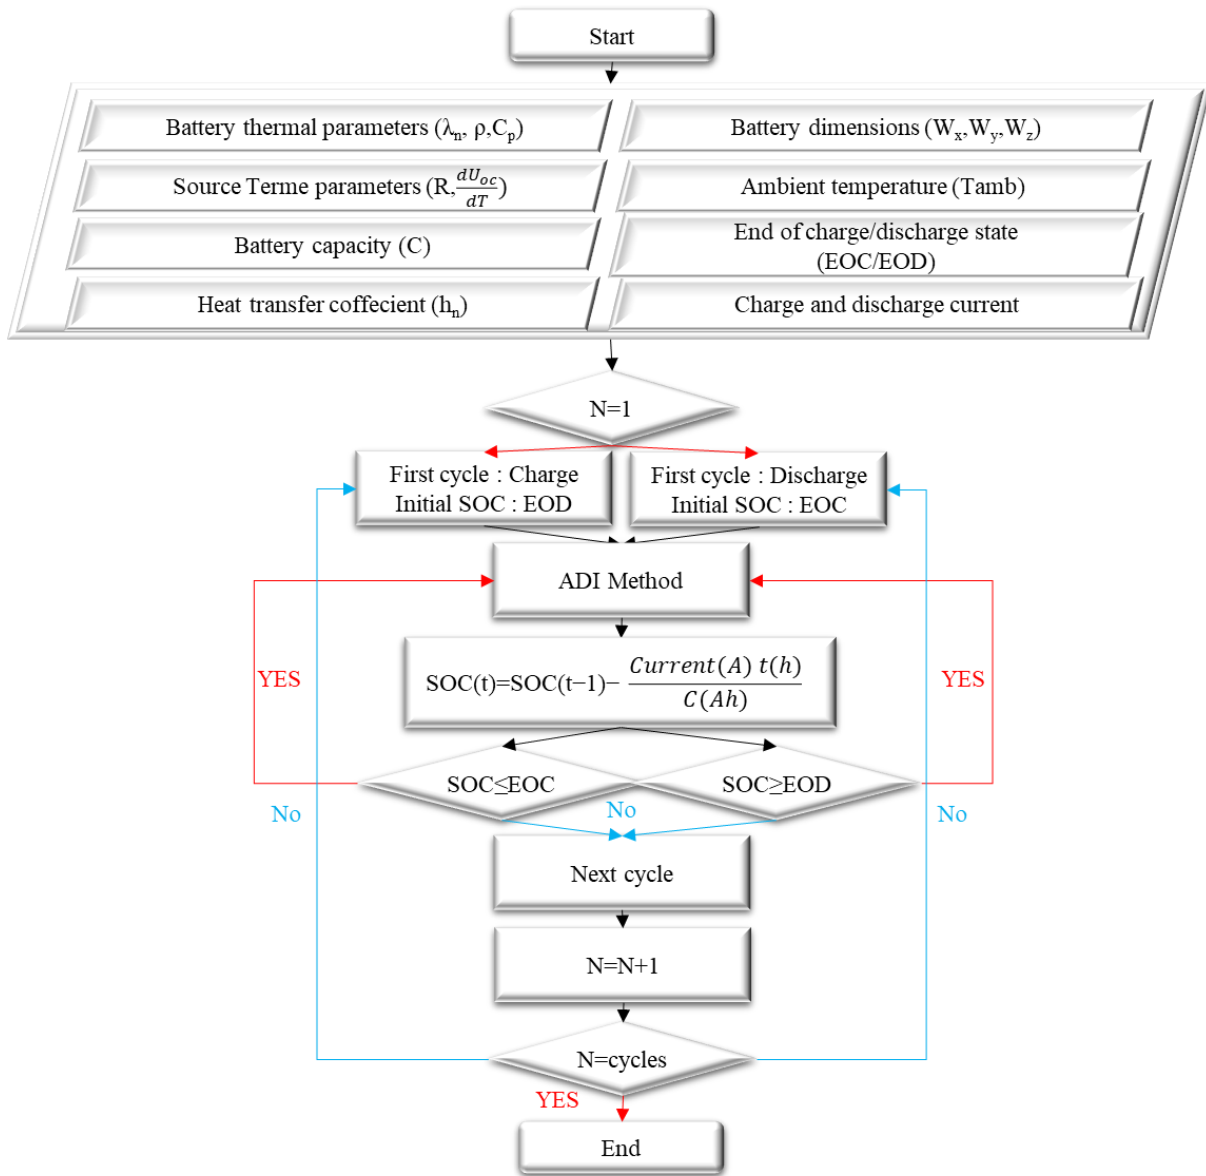 Start
Battery thermal parameters (λn, ρ,Cp)
Battery dimensions (Wx,Wy,Wz)
Source Terme parameters (R,dUoc/dT)
Ambient temperature (Tamb)
Battery capacity (C)
End of charge/discharge state
(EOC/EOD)
Heat transfer coffecient (hn)
Charge and discharge current
N=1
First cycle : Charge
Initial SOC : EOD
First cycle : Discharge
Initial SOC : EOC
ADI Method
YES
YES
SOC(t)=SOC(t−1)− Current(A) t(h)/C(Ah)
SOC≤EOC
SOC≥EOD
No
No
No
Next cycle
N=N+1
N=cycles
YES
End